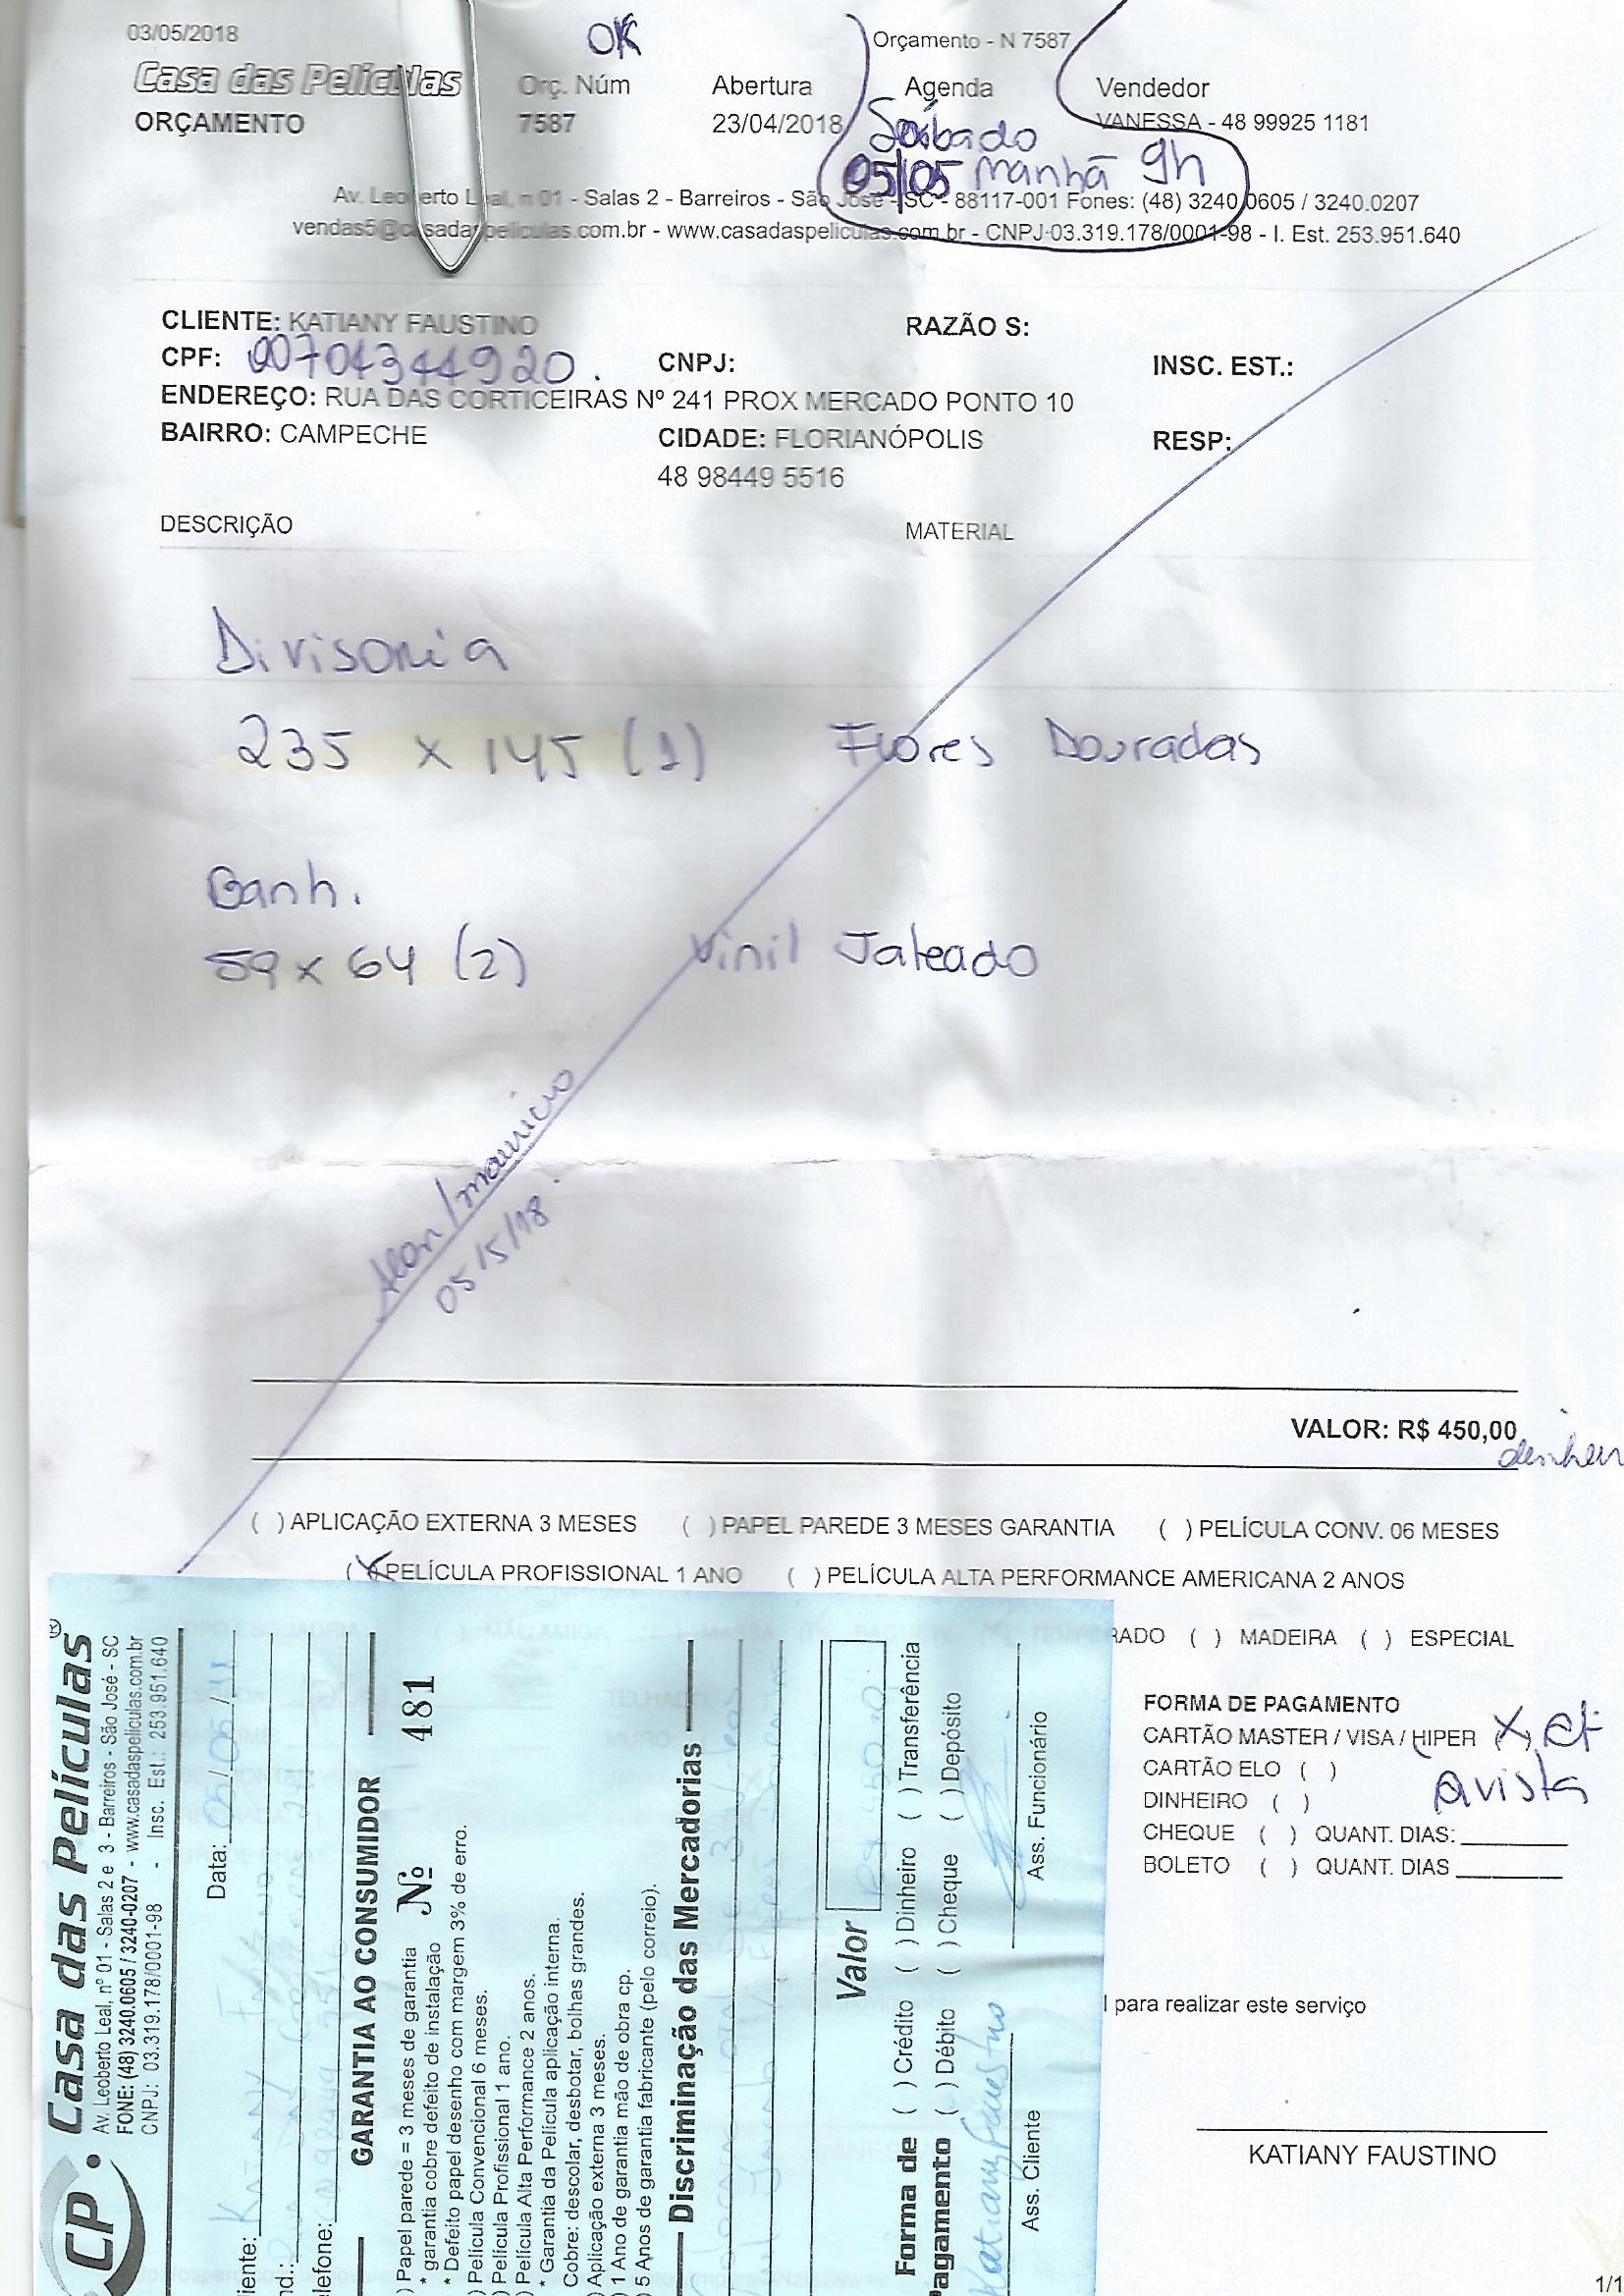 03/05/2018
OK
Orçamento - N 7587
Casa das Películas
Orç. Núm
Abertura
Agenda
Vendedor
ORÇAMENTO
7587
23/04/2018
Sábado
VANESSA - 48 99925 1181
05/05 manhã 9h
Av. Leoberto Leal, n 01 - Salas 2 - Barreiros - São José - SC - 88117-001 Fones: (48) 3240.0605 / 3240.0207
vendas5@casadaspeliculas.com.br - www.casadaspeliculas.com.br - CNPJ 03.319.178/0001-98 - I. Est. 253.951.640
CLIENTE: KATIANY FAUSTINO
RAZÃO S:
CPF: 00704344920.
CNPJ:
INSC. EST.:
ENDEREÇO: RUA DAS CORTICEIRAS Nº 241 PROX MERCADO PONTO 10
BAIRRO: CAMPECHE
CIDADE: FLORIANÓPOLIS
RESP:
48 98449 5516
DESCRIÇÃO
MATERIAL
Divisoria
235 x 145 (1) Flores Douradas
Banh.
59 x 64 (2) Vinil Jateado
Alan/mauricio
05/5/18
VALOR: R$ 450,00
( ) APLICAÇÃO EXTERNA 3 MESES ( ) PAPEL PAREDE 3 MESES GARANTIA ( ) PELÍCULA CONV. 06 MESES
(X) PELÍCULA PROFISSIONAL 1 ANO ( ) PELÍCULA ALTA PERFORMANCE AMERICANA 2 ANOS
RADO ( ) MADEIRA ( ) ESPECIAL
FORMA DE PAGAMENTO
CARTÃO MASTER / VISA / HIPER X
CARTÃO ELO ( )
avista
DINHEIRO ( )
CHEQUE ( ) QUANT. DIAS:
BOLETO ( ) QUANT. DIAS
l para realizar este serviço
KATIANY FAUSTINO
1/1
CP.
Casa das Películas®
Av. Leoberto Leal, nº 01 - Salas 2 e 3 - Barreiros - São José - SC
FONE: (48) 3240.0605 / 3240-0207 - www.casadaspeliculas.com.br
CNPJ: 03.319.178/0001-98 - Insc. Est.: 253.951.640
Data: 05/05/
iente:
nd.:
lefone:
GARANTIA AO CONSUMIDOR
) Papel parede = 3 meses de garantia Nº 481
* garantia cobre defeito de instalação
* Defeito papel desenho com margem 3% de erro.
) Película Convencional 6 meses.
) Película Profissional 1 ano.
) Película Alta Performance 2 anos.
* Garantia da Película aplicação interna.
Cobre: descolar, desbotar, bolhas grandes.
) Aplicação externa 3 meses.
) 1 Ano de garantia mão de obra cp.
) 5 Anos de garantia fabricante (pelo correio).
Discriminação das Mercadorias
Valor
Forma de ( ) Crédito ( ) Dinheiro ( ) Transferência
Pagamento ( ) Débito ( ) Cheque ( ) Depósito
Katiany Faustino
Ass. Cliente
Ass. Funcionário